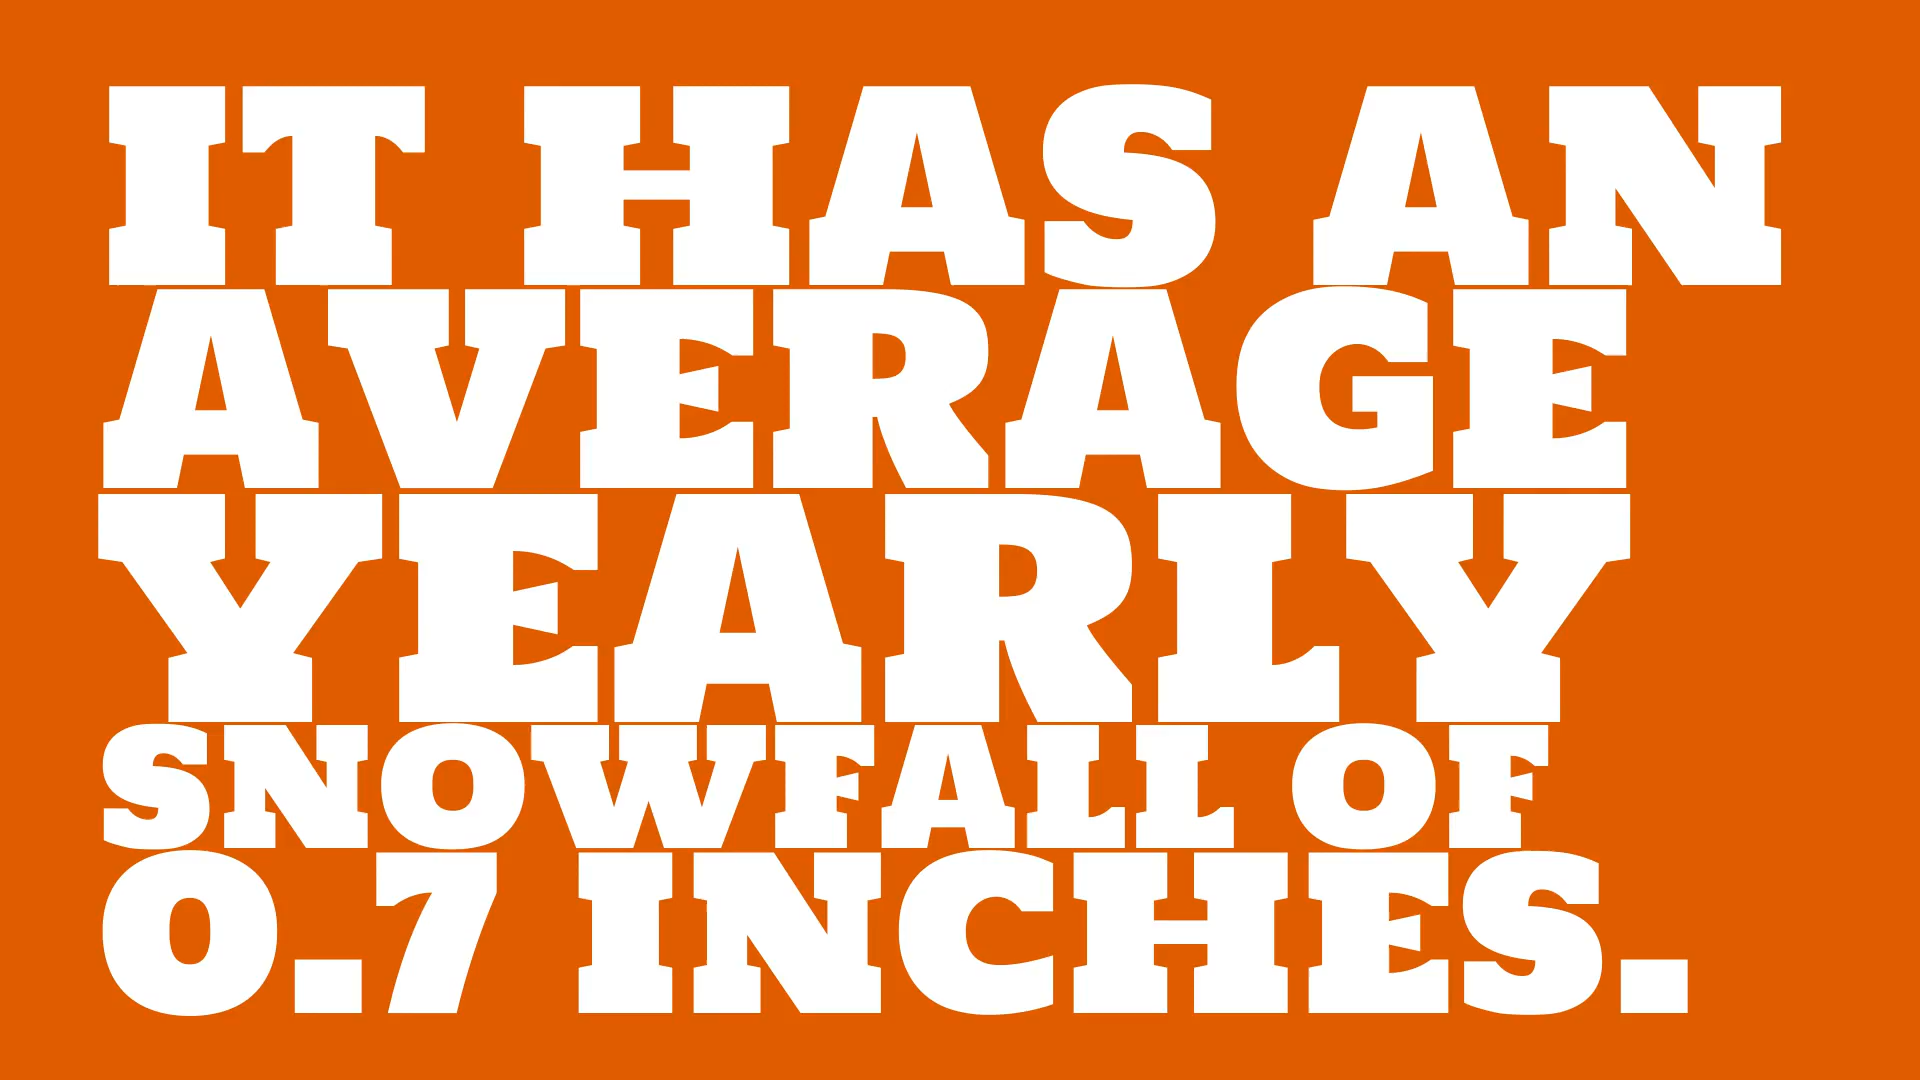 IT HAS AN
AVERAGE
YEARLY
SNOWFALL OF
0.7 INCHES.